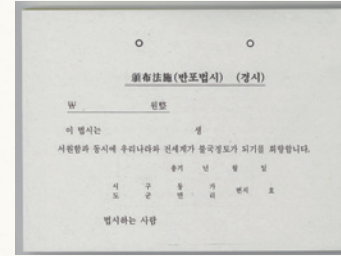 頒布法施(반포법시) (경시)
₩ 원整
이 법시는 생
서원함과 동시에 우리나라와 전세계가 불국정토가 되기를 회향합니다.
불기 년 월 일
시 구 동 가
도 군 면 리 번지 호
법시하는 사람